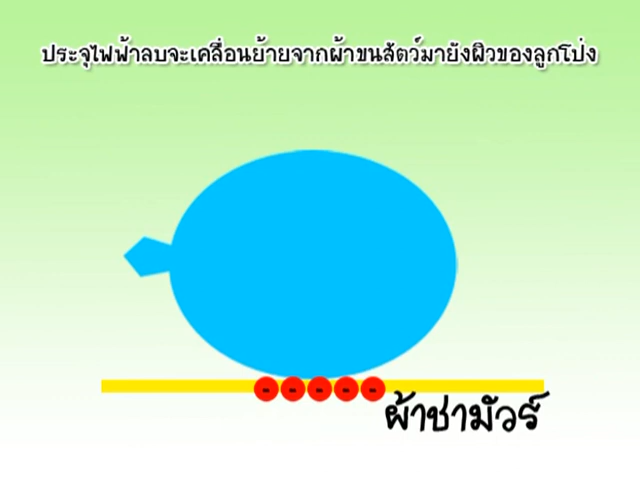 ประจุไฟฟ้าลบจะเคลื่อนย้ายจากผ้าขนสัตว์มายังผิวของลูกโป่ง
- - - - -
ผ้าชามัวร์